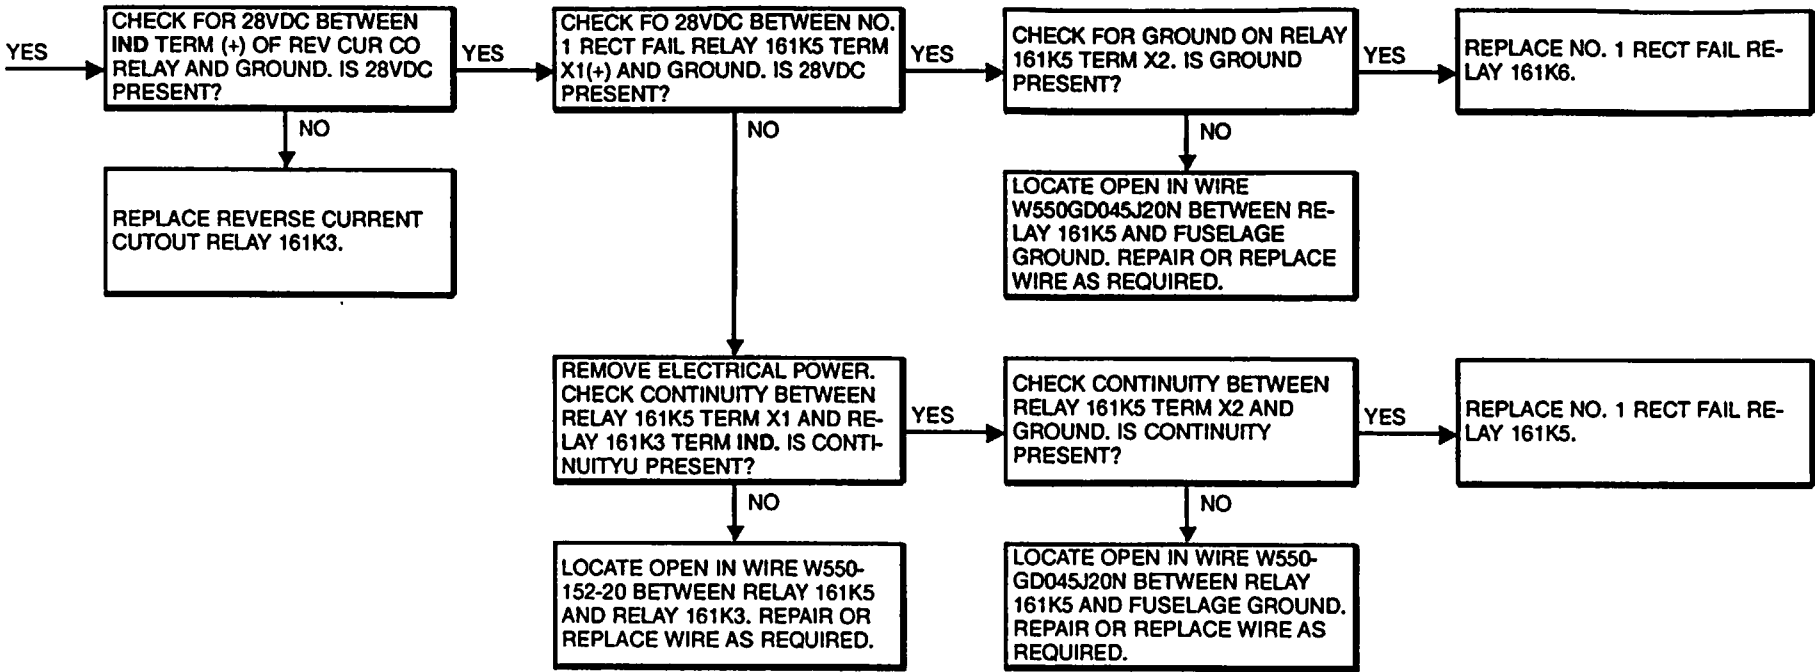 YES
CHECK FOR 28VDC BETWEEN
IND TERM (+) OF REV CUR CO
RELAY AND GROUND. IS 28VDC
PRESENT?
YES
CHECK FO 28VDC BETWEEN NO.
1 RECT FAIL RELAY 161K5 TERM
X1(+) AND GROUND. IS 28VDC
PRESENT?
YES
CHECK FOR GROUND ON RELAY
161K5 TERM X2. IS GROUND
PRESENT?
YES
REPLACE NO. 1 RECT FAIL RE-
LAY 161K6.
NO
NO
NO
REPLACE REVERSE CURRENT
CUTOUT RELAY 161K3.
LOCATE OPEN IN WIRE
W550GD045J20N BETWEEN RE-
LAY 161K5 AND FUSELAGE
GROUND. REPAIR OR REPLACE
WIRE AS REQUIRED.
REMOVE ELECTRICAL POWER.
CHECK CONTINUITY BETWEEN
RELAY 161K5 TERM X1 AND RE-
LAY 161K3 TERM IND. IS CONTI-
NUITYU PRESENT?
YES
CHECK CONTINUITY BETWEEN
RELAY 161K5 TERM X2 AND
GROUND. IS CONTINUITY
PRESENT?
YES
REPLACE NO. 1 RECT FAIL RE-
LAY 161K5.
NO
NO
LOCATE OPEN IN WIRE W550-
152-20 BETWEEN RELAY 161K5
AND RELAY 161K3. REPAIR OR
REPLACE WIRE AS REQUIRED.
LOCATE OPEN IN WIRE W550-
GD045J20N BETWEEN RELAY
161K5 AND FUSELAGE GROUND.
REPAIR OR REPLACE WIRE AS
REQUIRED.